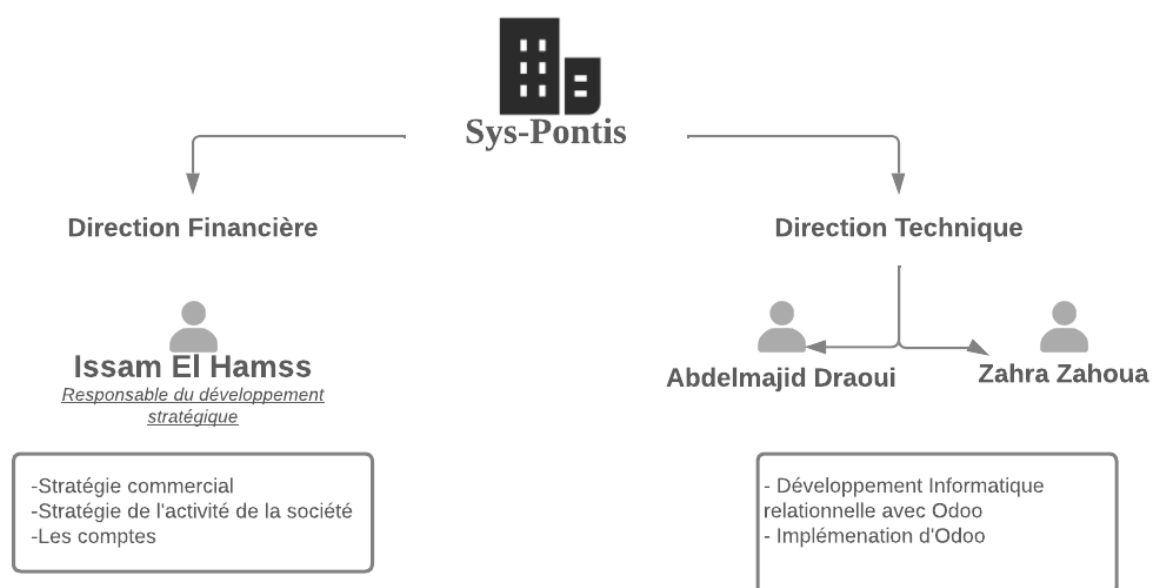 Sys-Pontis
Direction Financière
Direction Technique
Issam El Hamss
Responsable du développement
stratégique
Abdelmajid Draoui
Zahra Zahoua
-Stratégie commercial
-Stratégie de l'activité de la société
-Les comptes
- Développement Informatique
relationnelle avec Odoo
- Implémenation d'Odoo